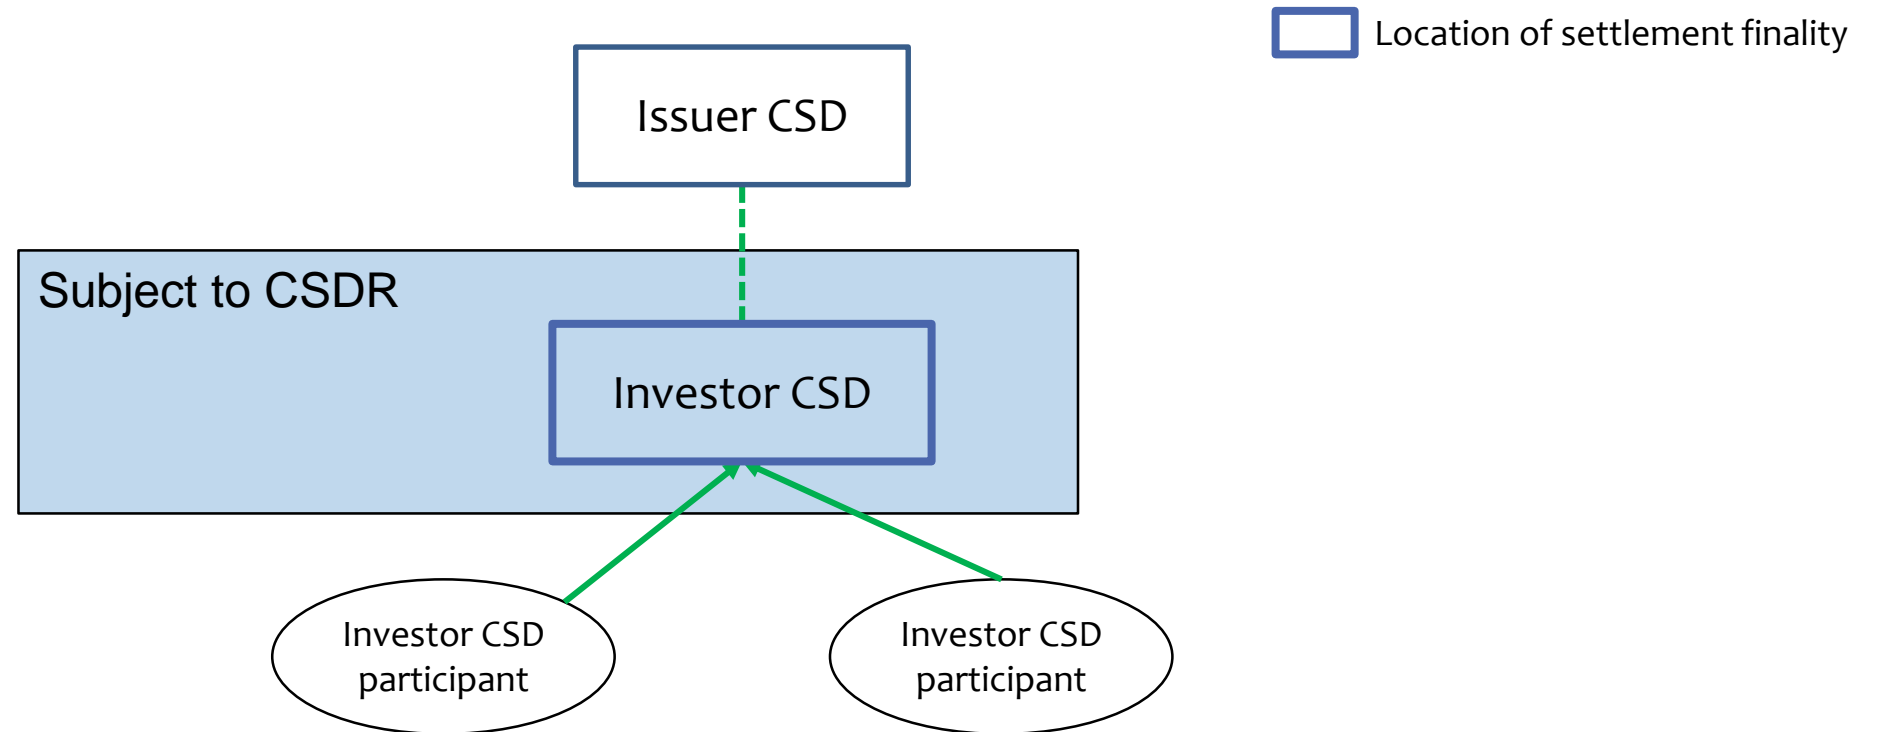 Location of settlement finality
Issuer CSD
Subject to CSDR
Investor CSD
Investor CSD
participant
Investor CSD
participant